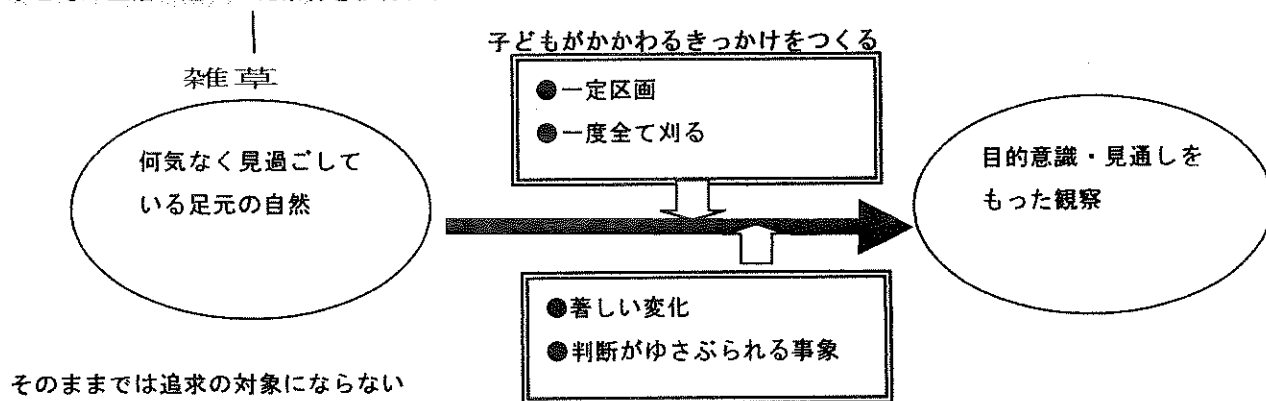 子どもがかかわるきっかけをつくる
雑草
●一定区画
●一度全て刈る
何気なく見過ごして
いる足元の自然
目的意識・見通しを
もった観察
●著しい変化
●判断がゆさぶられる事象
そのままでは追求の対象にならない